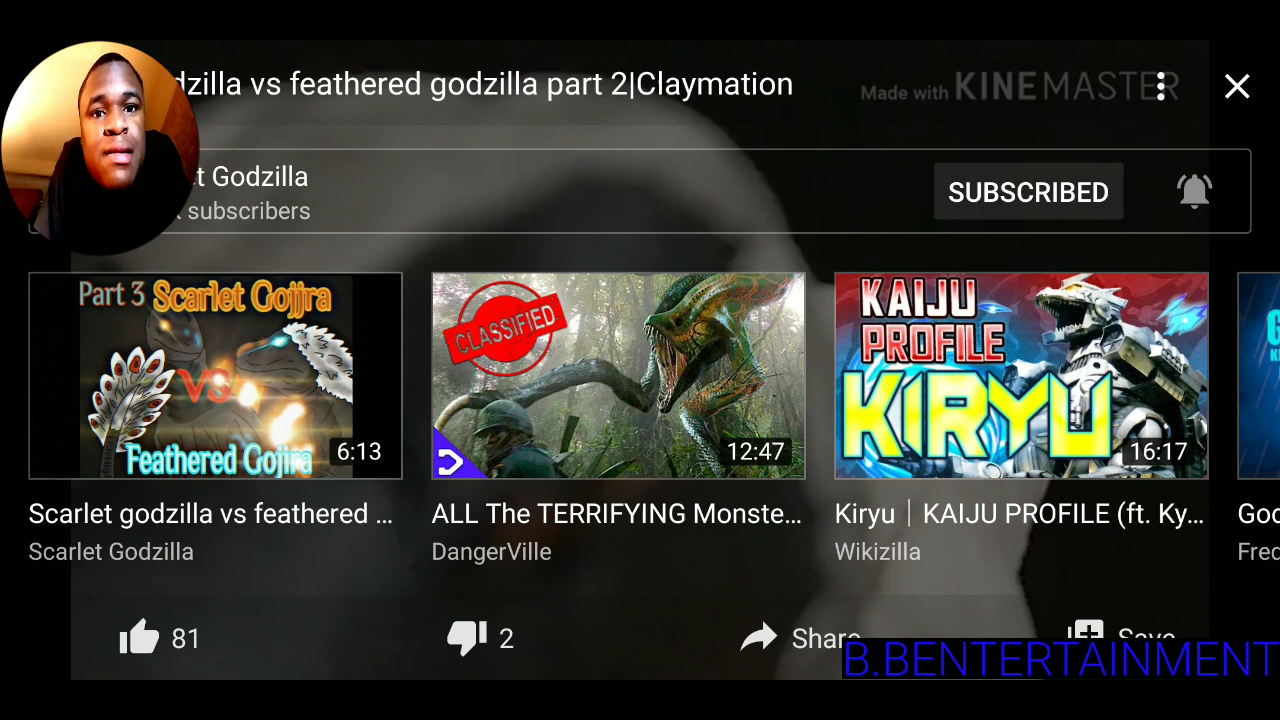 dzilla vs feathered godzilla part 2|Claymation
Made with KINEMASTER
t Godzilla
subscribers
SUBSCRIBED
Part 3 Scarlet Gojira
VS
Feathered Gojira
6:13
CLASSIFIED
12:47
KAIJU
PROFILE
KIRYU
16:17
Scarlet godzilla vs feathered ...
Scarlet Godzilla
ALL The TERRIFYING Monste...
DangerVille
Kiryu | KAIJU PROFILE (ft. Ky...
Wikizilla
God
Fred
81
2
Share
Save
B.BENTERTAINMENT